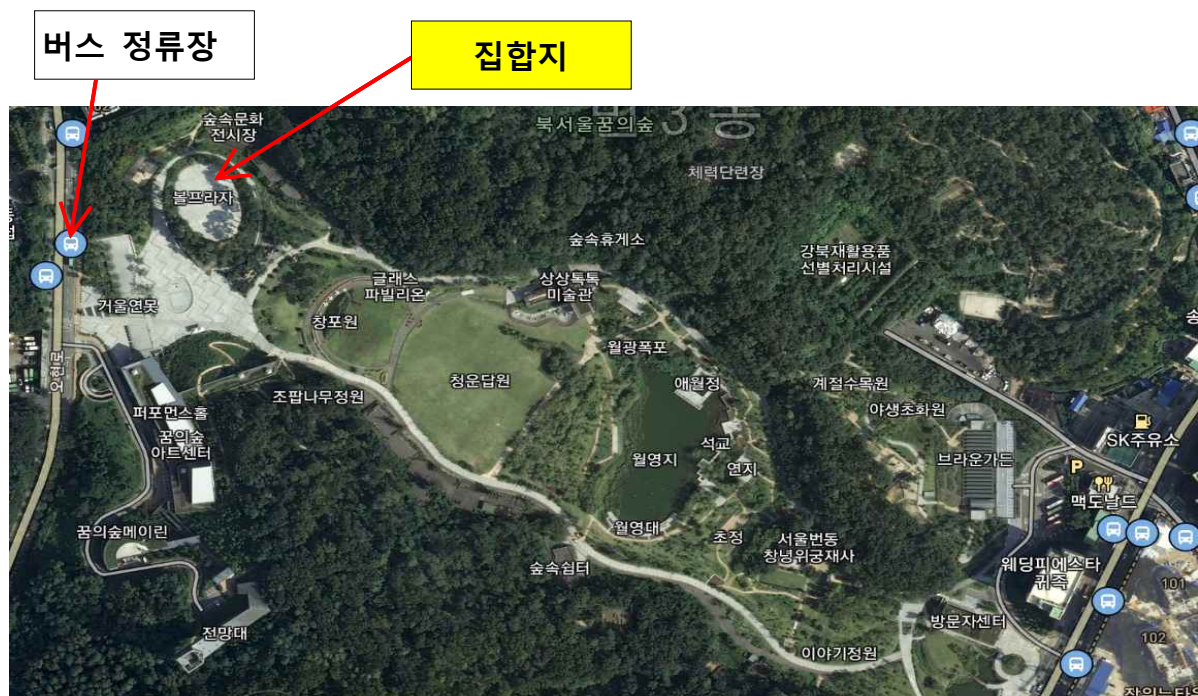 버스 정류장
집합지
숲속문화
전시장
북서울꿈의숲
번3동
체력단련장
볼프라자
숲속휴게소
강북재활용품
선별처리시설
글래스
파빌리온
상상톡톡
미술관
거울연못
창포원
월광폭포
오현로
청운답원
애월정
계절수목원
조팝나무정원
야생초화원
퍼포먼스홀
꿈의숲
아트센터
석교
SK주유소
월영지
연지
브라운가든
P
맥도날드
꿈의숲메이린
월영대
초정
서울번동
창녕위궁재사
숲속쉼터
웨딩피에스타
귀족
101
방문자센터
전망대
102
이야기정원